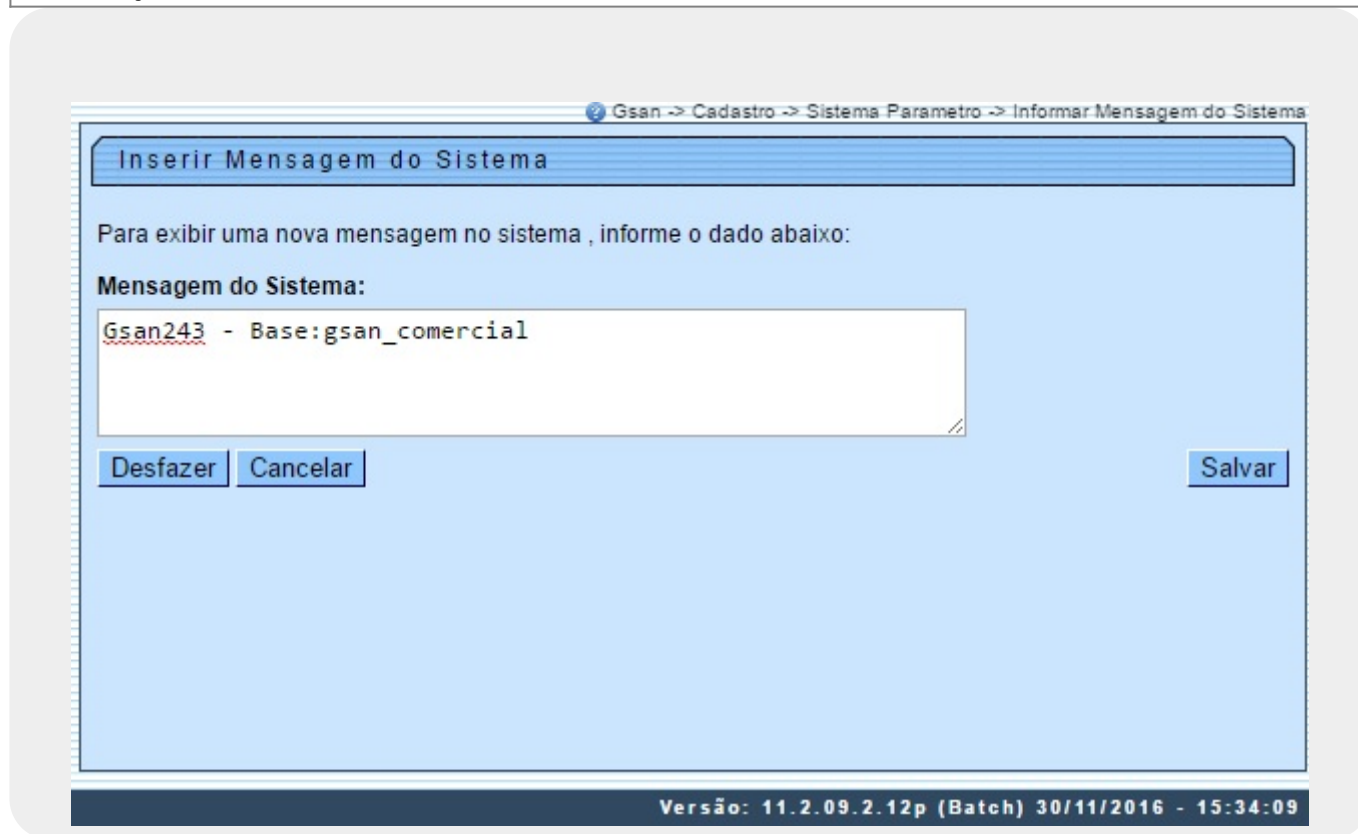 Gsan -> Cadastro -> Sistema Parametro -> Informar Mensagem do Sistema
Inserir Mensagem do Sistema
Para exibir uma nova mensagem no sistema , informe o dado abaixo:
Mensagem do Sistema:
Gsan243 - Base:gsan_comercial
Desfazer Cancelar Salvar
Versão: 11.2.09.2.12p (Batch) 30/11/2016 - 15:34:09